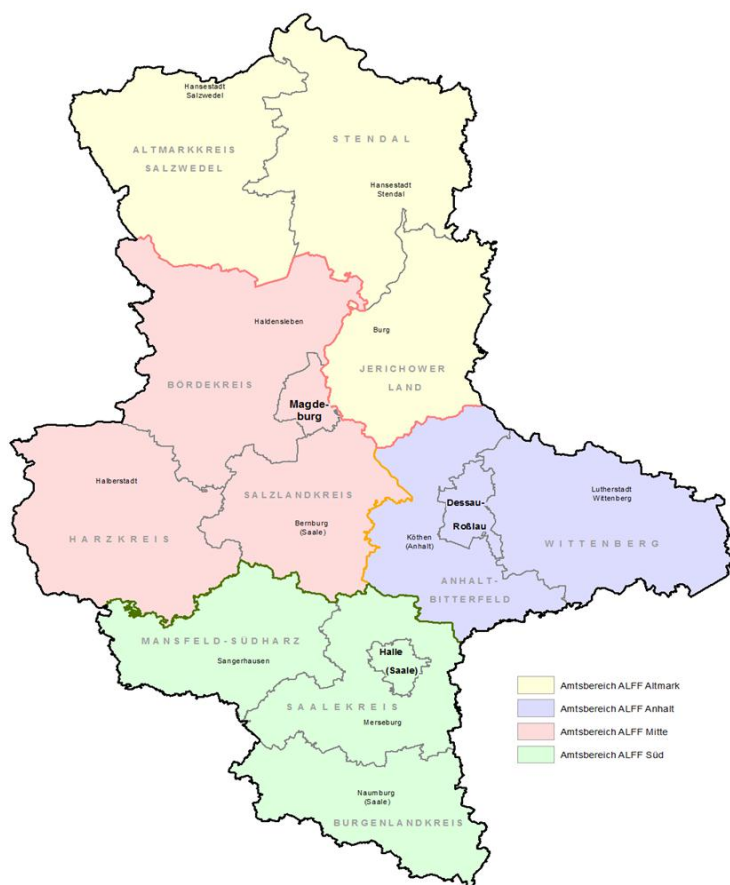 Hansestadt
Salzwedel
ALTMARKKREIS
SALZWEDEL
STENDAL
Hansestadt
Stendal
Haldensleben
Burg
JERICHOWER
LAND
BÖRDEKREIS
Magde-
burg
Halberstadt
SALZLANDKREIS
Bernburg
(Saale)
HARZKREIS
Dessau-
Roßlau
Lutherstadt
Wittenberg
Köthen
(Anhalt)
WITTENBERG
ANHALT-
BITTERFELD
MANSFELD-SÜDHARZ
Sangerhausen
Halle
(Saale)
SAALEKREIS
Merseburg
Naumburg
(Saale)
BURGENLANDKREIS
Amtsbereich ALFF Altmark
Amtsbereich ALFF Anhalt
Amtsbereich ALFF Mitte
Amtsbereich ALFF Süd